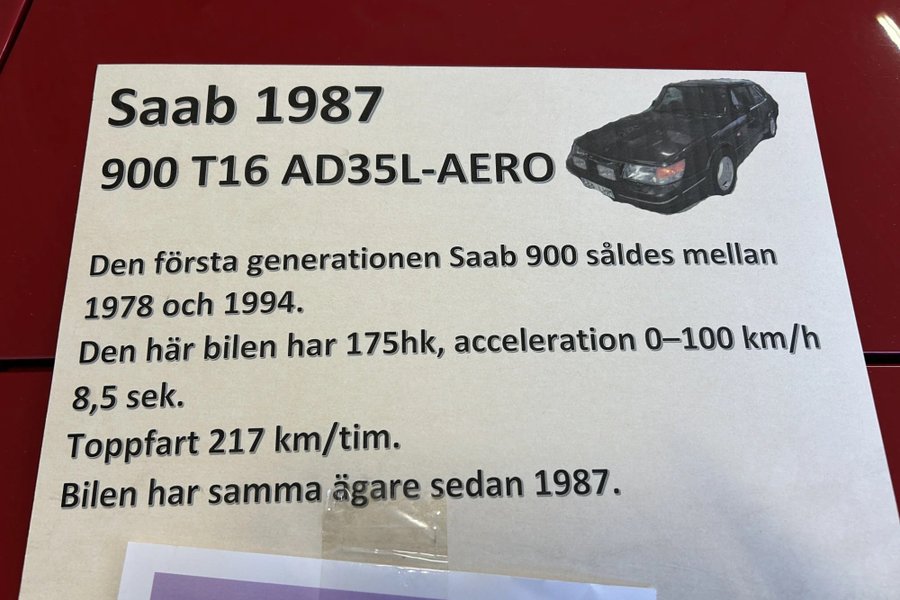 Saab 1987
900 T16 AD35L-AERO
Den första generationen Saab 900 såldes mellan
1978 och 1994.
Den här bilen har 175hk, acceleration 0–100 km/h
8,5 sek.
Toppfart 217 km/tim.
Bilen har samma ägare sedan 1987.